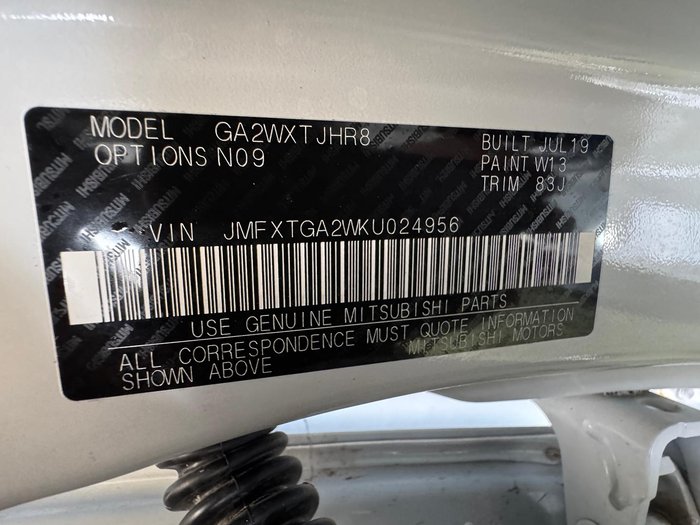 MODEL GA2WXTJHR8
OPTIONS N09
BUILT JUL19
PAINT W13
TRIM 83J
VIN JMFXTGA2WKU024956
USE GENUINE MITSUBISHI PARTS
ALL CORRESPONDENCE MUST QUOTE INFORMATION
SHOWN ABOVE
MITSUBISHI MOTORS